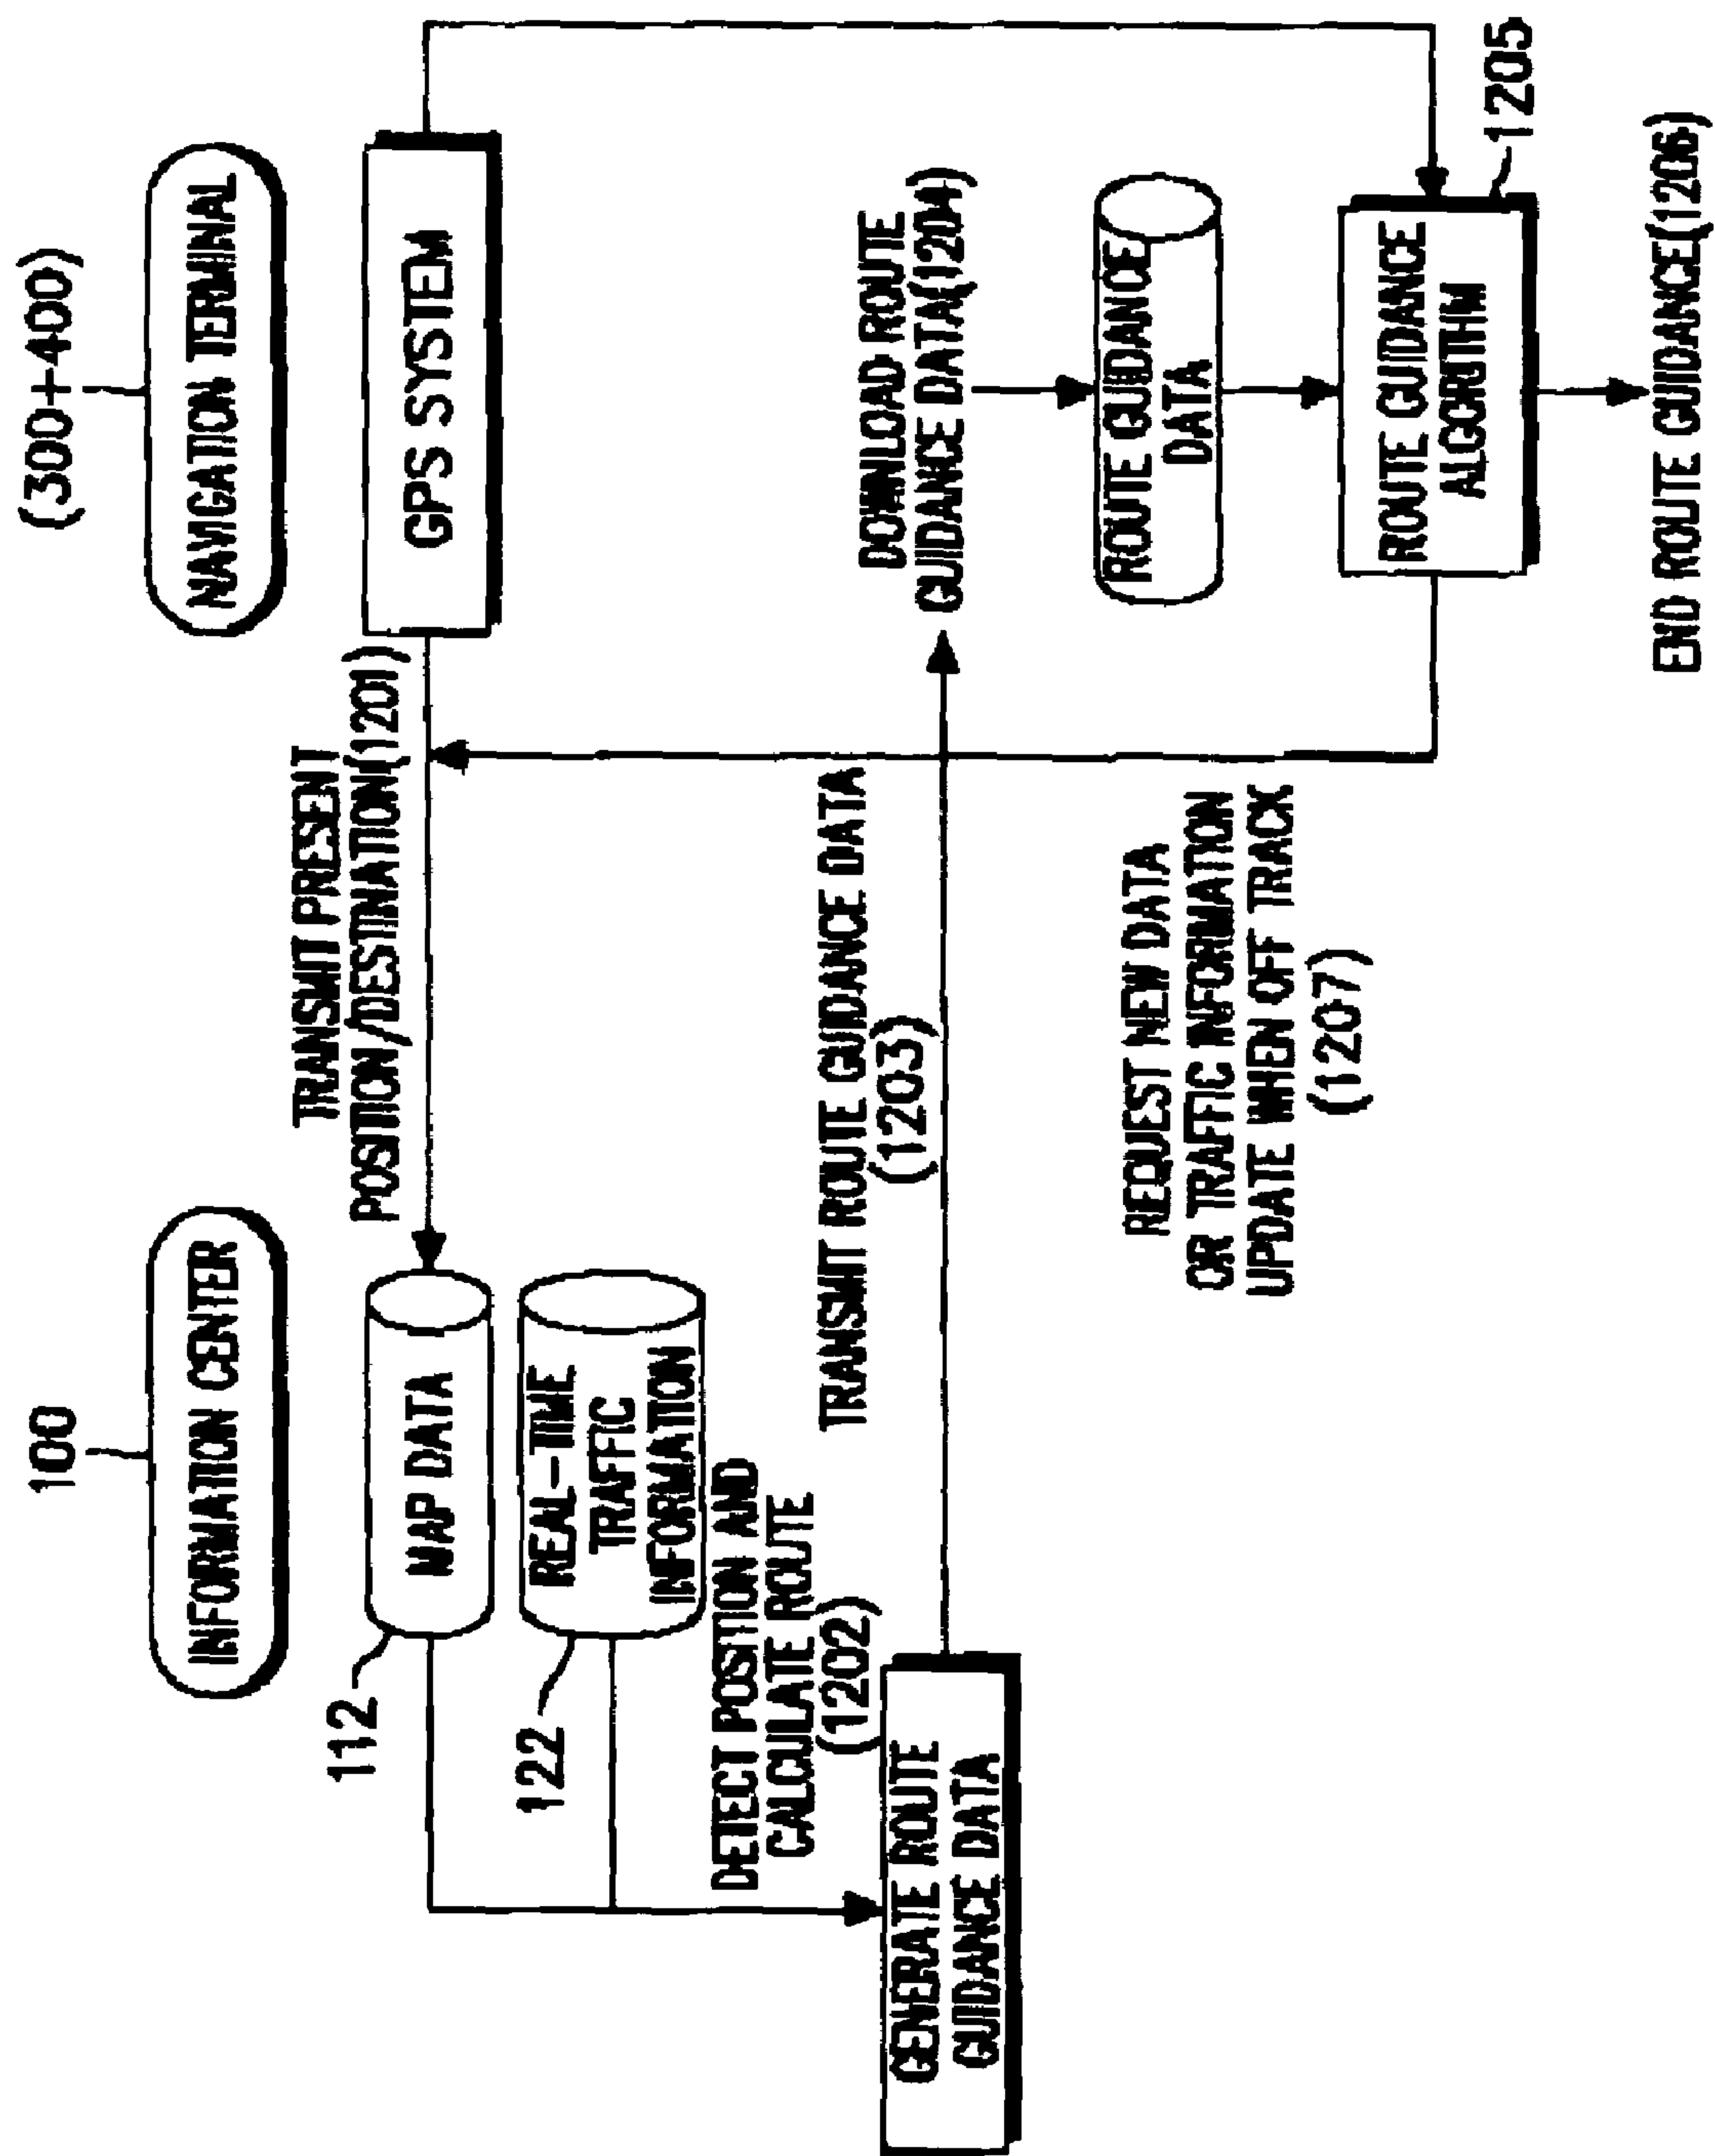 100
INFORMATION CENTER
(300+400)
NAVIGATION TERMINAL
112
MAP DATA
TRANSMIT PRESENT
POSITION/DESTINATION(1201)
GPS SYSTEM
122
REAL-TIME
TRAFFIC
INFORMATION
DETECT POSITION AND
CALCULATE ROUTE
(1202)
GENERATE ROUTE
GUIDANCE DATA
TRANSMIT ROUTE GUIDANCE DATA
(1203)
DOWNLOAD ROUTE
GUIDANCE DATA(1204)
ROUTE GUIDANCE
DATA
REQUEST NEW DATA
OR TRAFFIC INFORMATION
UPDATE WHEN OFF TRACK
(1207)
ROUTE GUIDANCE
ALGORITHM
1205
END ROUTE GUIDANCE(1206)